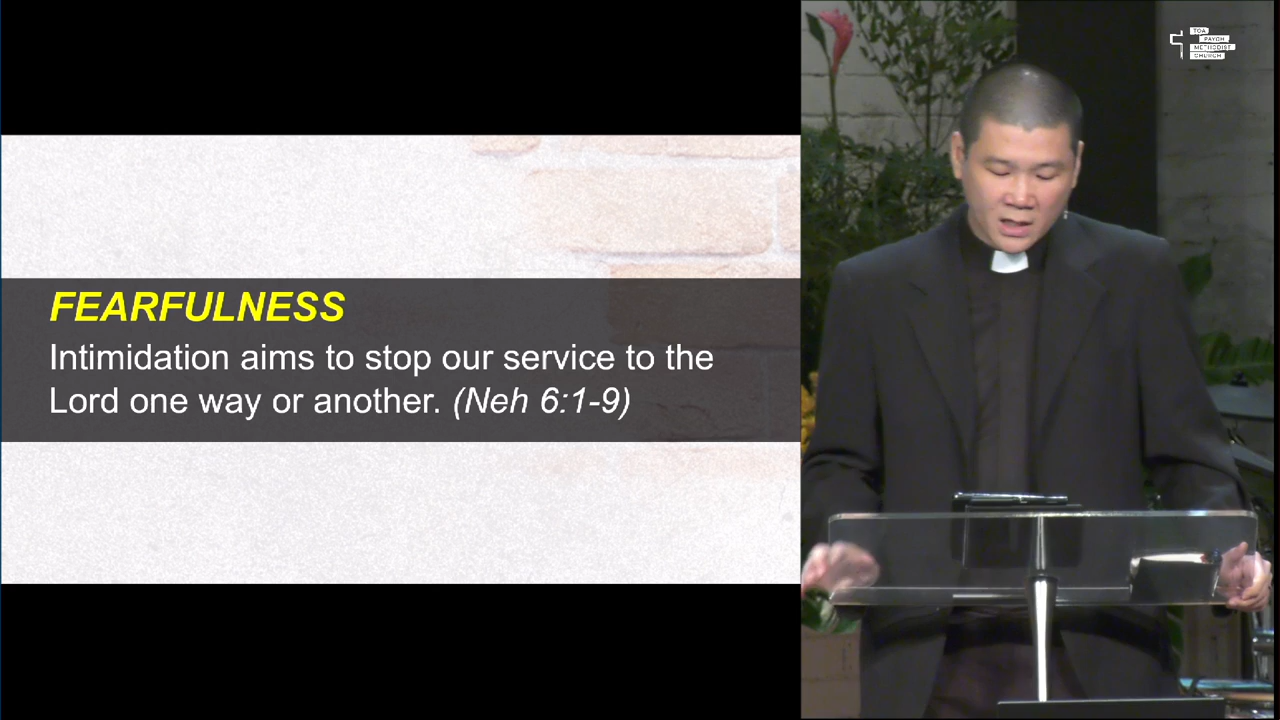 FEARFULNESS
Intimidation aims to stop our service to the
Lord one way or another. (Neh 6:1-9)
TOA
PAYOH
METHODIST
CHURCH